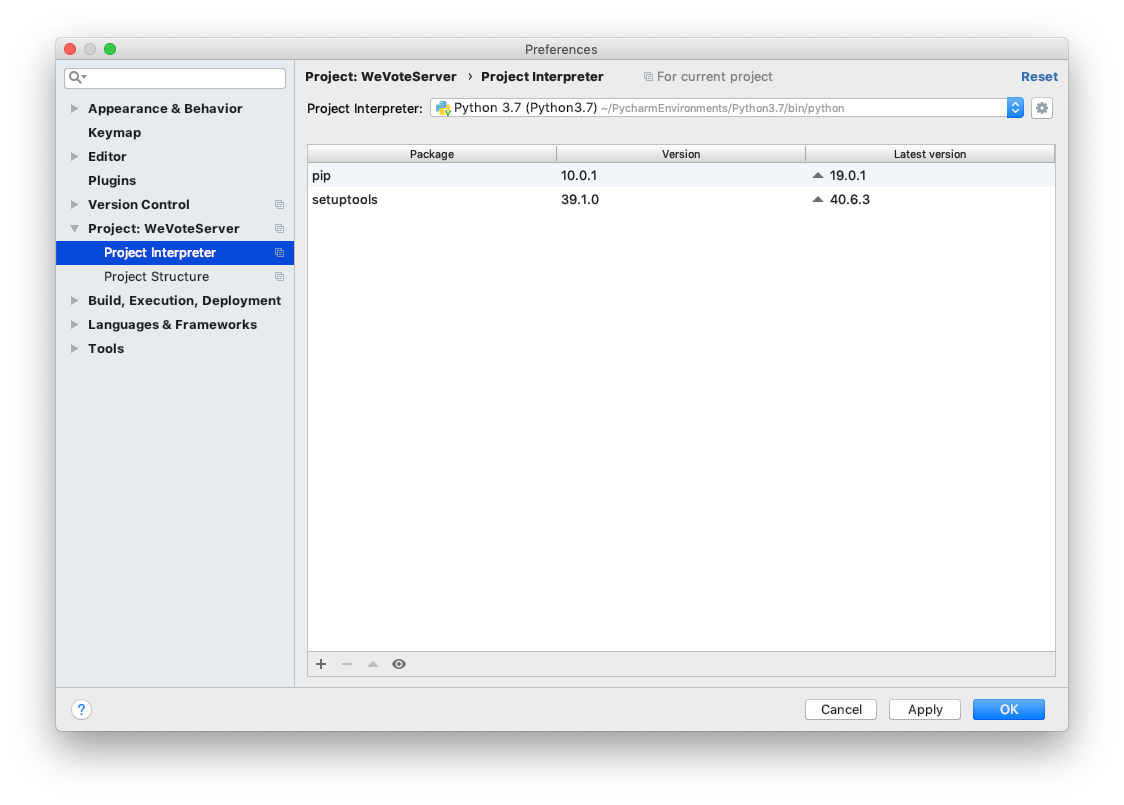 Preferences
Appearance & Behavior
Keymap
Editor
Plugins
Version Control
Project: WeVoteServer
Project Interpreter
Project Structure
Build, Execution, Deployment
Languages & Frameworks
Tools
Project: WeVoteServer › Project Interpreter For current project Reset
Project Interpreter: Python 3.7 (Python3.7) ~/PycharmEnvironments/Python3.7/bin/python
Package Version Latest version
pip 10.0.1 19.0.1
setuptools 39.1.0 40.6.3
? Cancel Apply OK